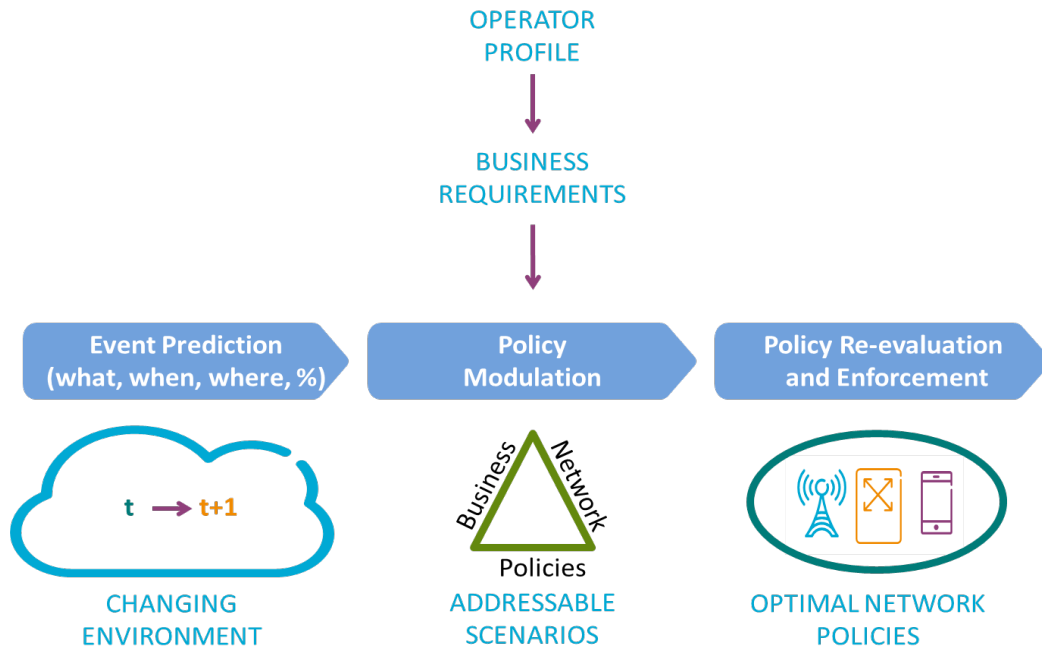 OPERATOR
PROFILE
BUSINESS
REQUIREMENTS
Event Prediction
(what, when, where, %)
Policy
Modulation
Policy Re-evaluation
and Enforcement
t
t+1
Business
Network
Policies
CHANGING
ENVIRONMENT
ADDRESSABLE
SCENARIOS
OPTIMAL NETWORK
POLICIES